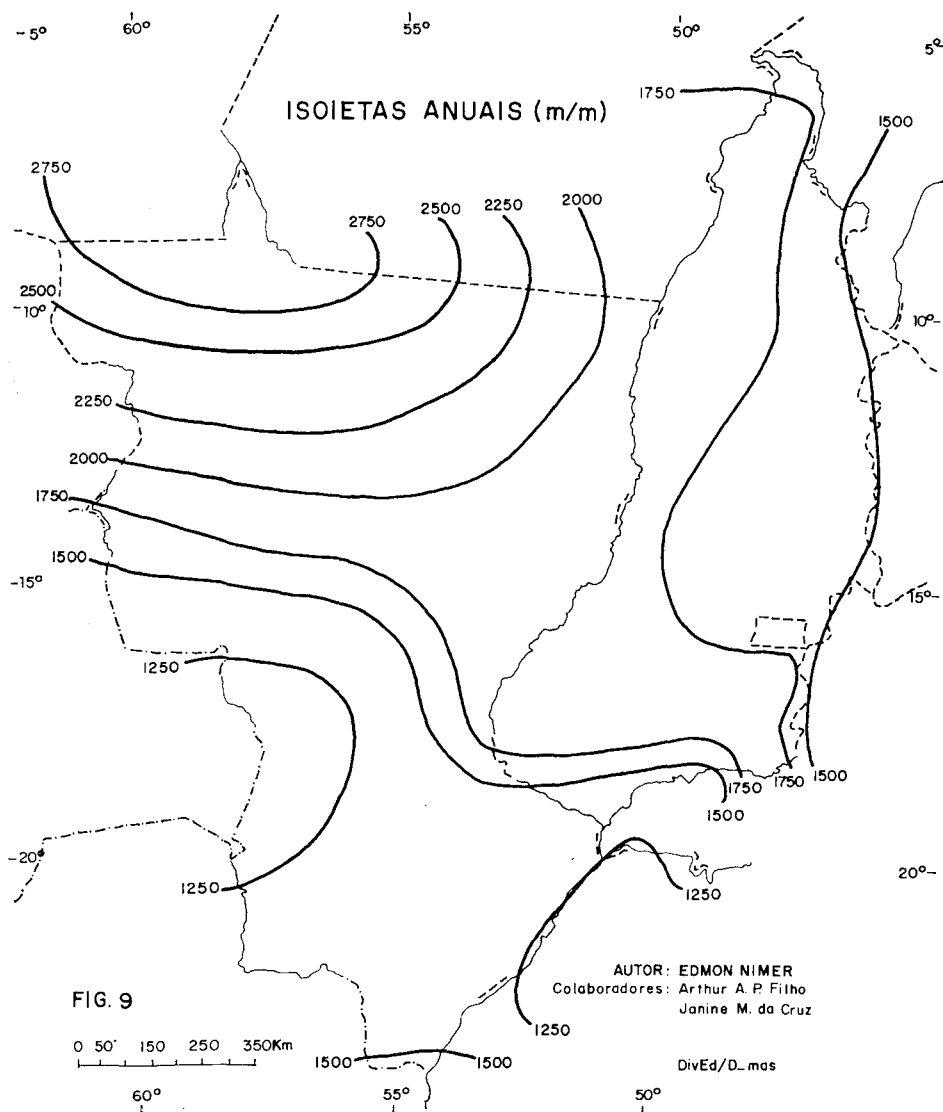 -5° 60° 55° 50° 5°
ISOIETAS ANUAIS (m/m)
1750
1500
2750
2750 2500 2250 2000
2500
-10° 10°-
2250
2000
1750
1500
-15° 15°-
1250
1750 1750 1500
1500
-20° 20°-
1250 1250
AUTOR: EDMON NIMER
Colaboradores: Arthur A. P. Filho
Janine M. da Cruz
FIG. 9
1250
0 50 150 250 350Km
1500 1500
DivEd/D_mas
60° 55° 50°